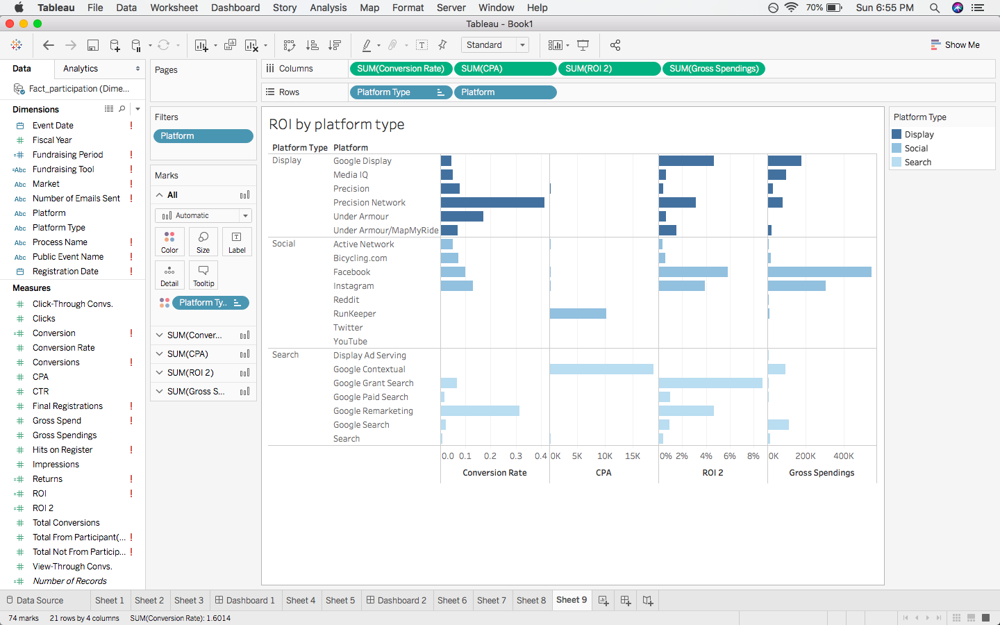 Tableau File Data Worksheet Dashboard Story Analysis Map Format Server Window Help 70% Sun 6:55 PM
Tableau - Book1
Standard Show Me
Data Analytics
Fact_participation (Dime...
Dimensions
Event Date !
Fiscal Year
Fundraising Period !
=Abc Fundraising Tool !
Abc Market !
Abc Number of Emails Sent !
Abc Platform
Abc Platform Type
Abc Process Name !
Abc Public Event Name !
Registration Date !
Measures
# Click-Through Convs.
# Clicks
=# Conversion !
# Conversion Rate
# Conversions !
# CPA
# CTR
# Final Registrations !
# Gross Spend !
# Gross Spendings
# Hits on Register !
# Impressions
=# Returns !
=# ROI !
=# ROI 2
# Total Conversions
# Total From Participant(... !
# Total Not From Particip... !
# View-Through Convs.
=# Number of Records
Pages
Filters
Platform
Marks
All
Automatic
Color Size Label
Detail Tooltip
Platform Ty..
SUM(Conver...
SUM(CPA)
SUM(ROI 2)
SUM(Gross S...
Columns SUM(Conversion Rate) SUM(CPA) SUM(ROI 2) SUM(Gross Spendings)
Rows Platform Type Platform
ROI by platform type
Platform Type Platform
Display Google Display
Media IQ
Precision
Precision Network
Under Armour
Under Armour/MapMyRide
Social Active Network
Bicycling.com
Facebook
Instagram
Reddit
RunKeeper
Twitter
YouTube
Search Display Ad Serving
Google Contextual
Google Grant Search
Google Paid Search
Google Remarketing
Google Search
Search
0.0 0.1 0.2 0.3 0.4 0K 5K 10K 15K 0% 2% 4% 6% 8% 0K 200K 400K
Conversion Rate CPA ROI 2 Gross Spendings
Platform Type
Display
Social
Search
Data Source Sheet 1 Sheet 2 Sheet 3 Dashboard 1 Sheet 4 Sheet 5 Dashboard 2 Sheet 6 Sheet 7 Sheet 8 Sheet 9
74 marks 21 rows by 4 columns SUM(Conversion Rate): 1.6014